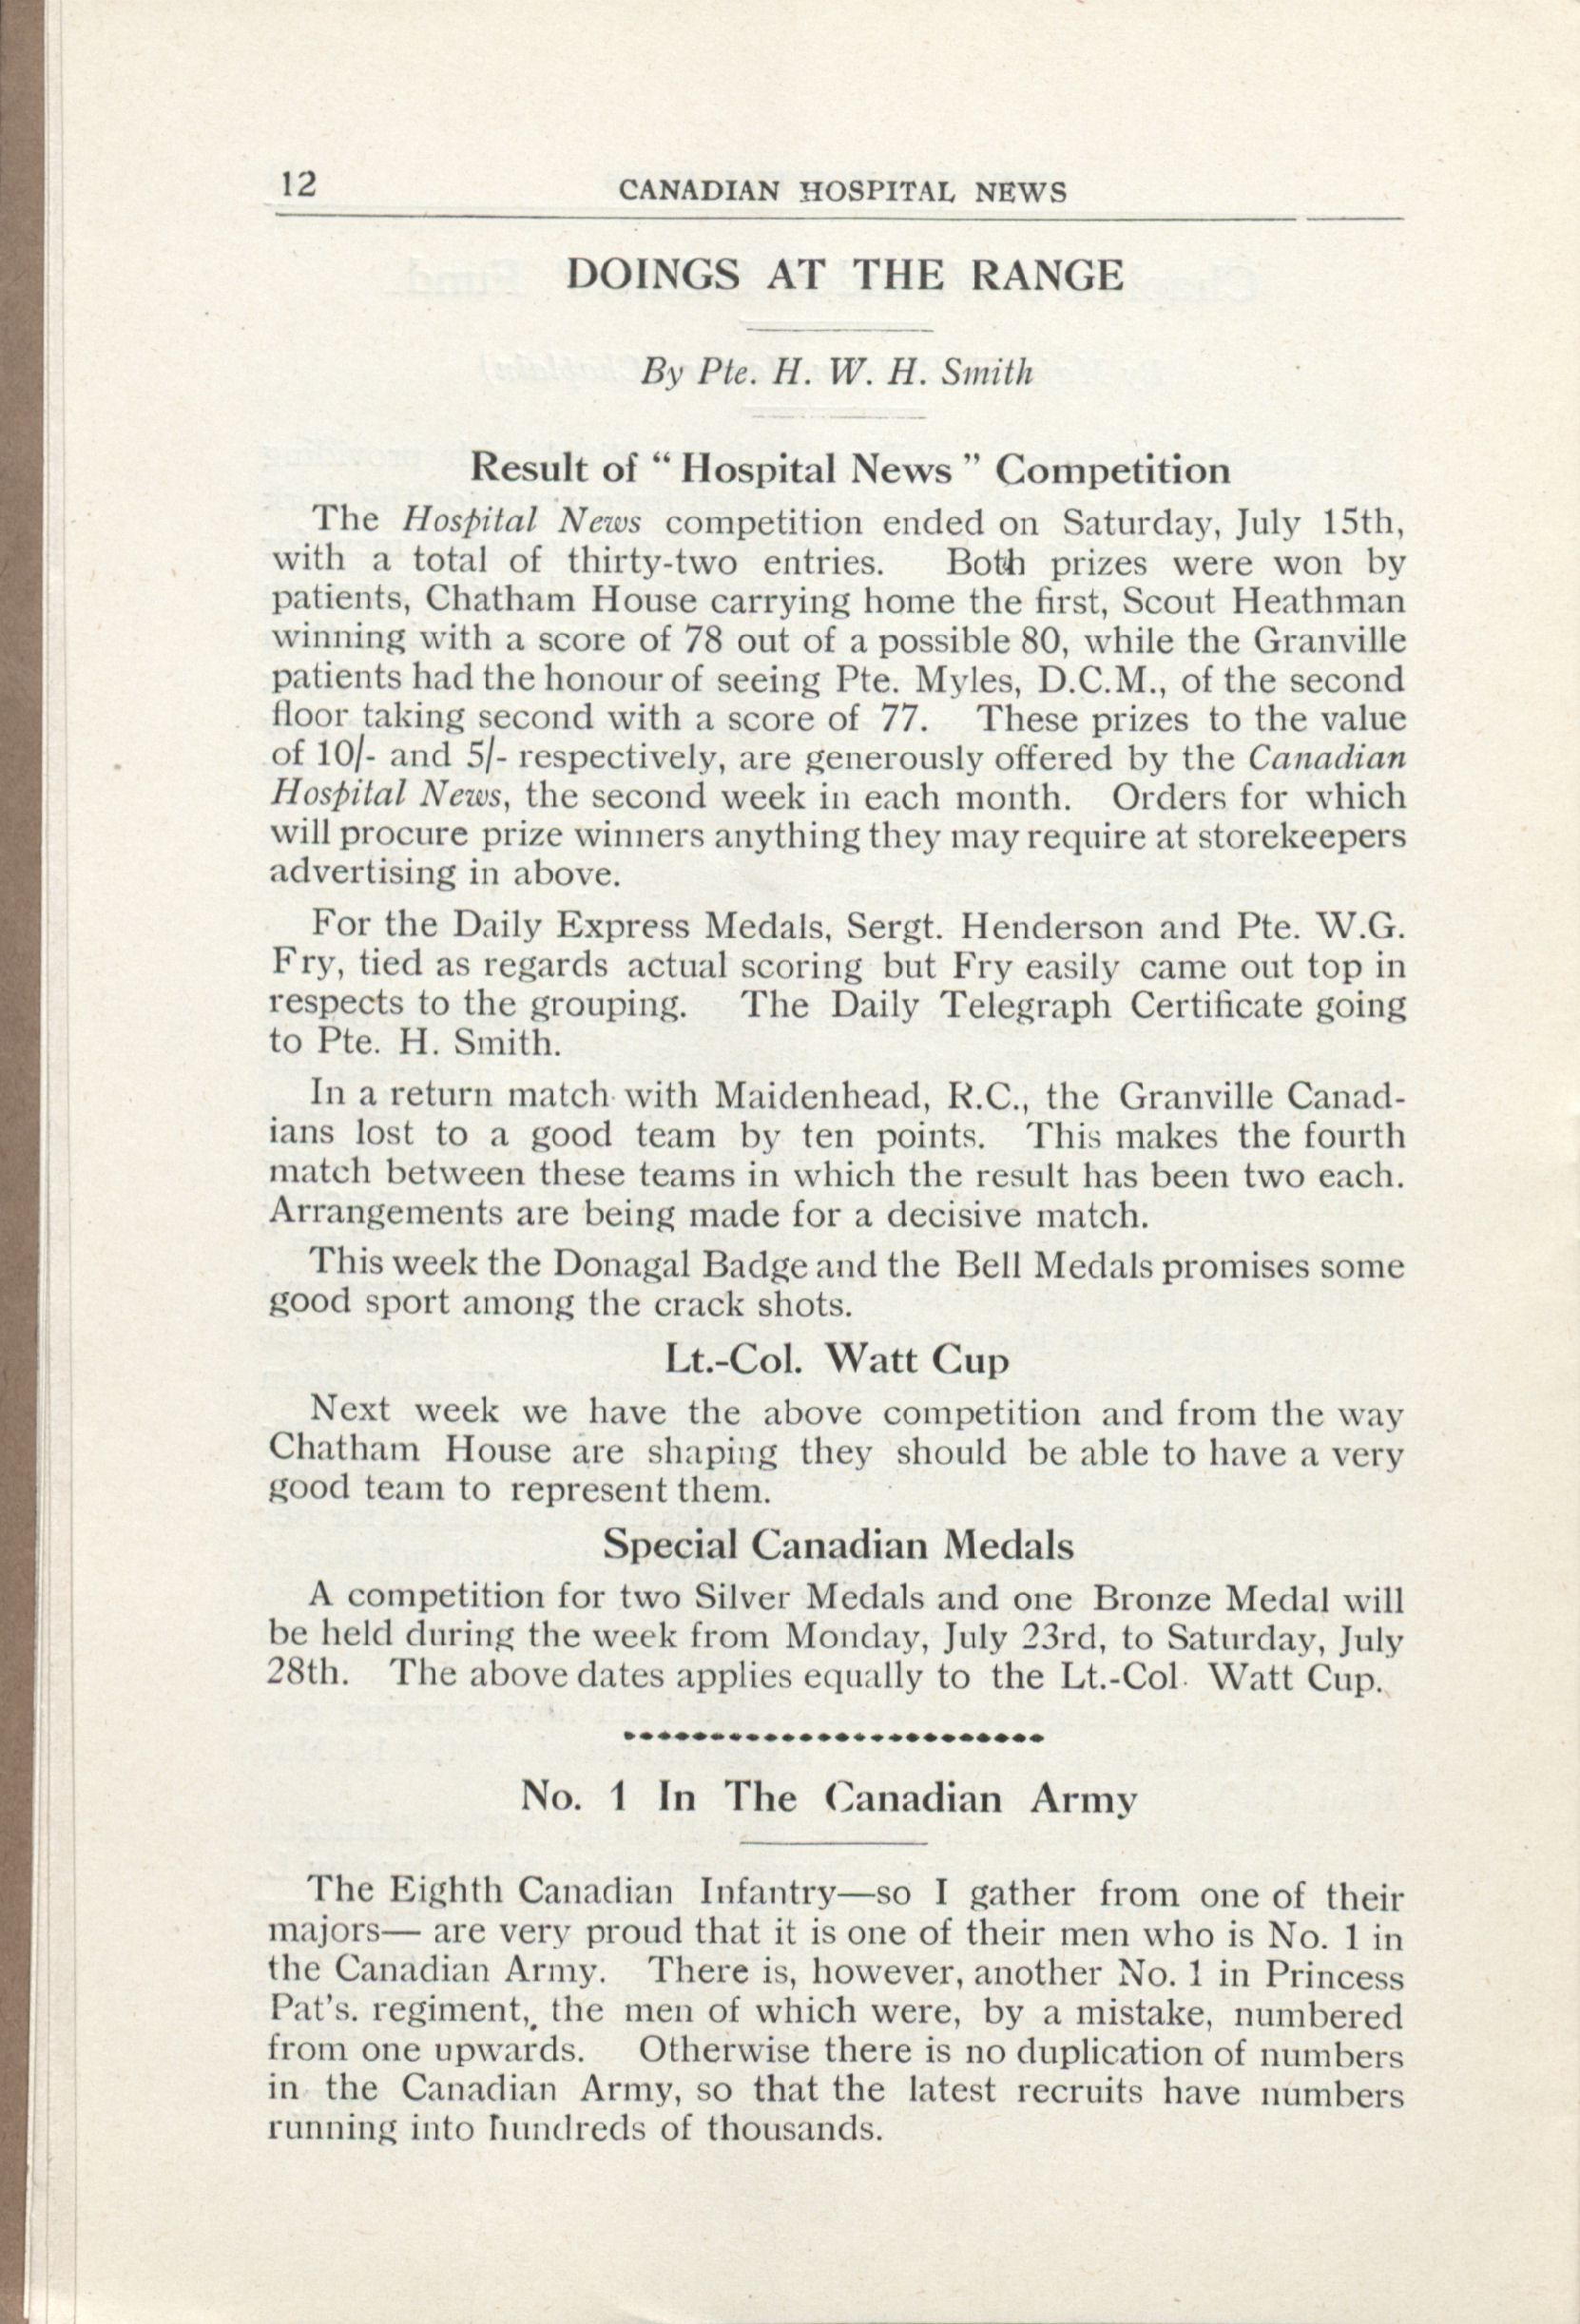 12
CANADIAN HOSPITAL NEWS
DOINGS AT THE RANGE
By Pte. H. W. H. Smith
Result of “ Hospital News ” Competition
The Hospital News competition ended on Saturday, July 15th,
with a total of thirty-two entries. Both prizes were won by
patients, Chatham House carrying home the first, Scout Heathman
winning with a score of 78 out of a possible 80, while the Granville
patients had the honour of seeing Pte. Myles, D.C.M., of the second
floor taking second with a score of 77. These prizes to the value
of 10/- and 5/- respectively, are generously offered by the Canadian
Hospital News, the second week in each month. Orders for which
will procure prize winners anything they may require at storekeepers
advertising in above.
For the Daily Express Medals, Sergt. Henderson and Pte. W.G.
Fry, tied as regards actual scoring but Fry easily came out top in
respects to the grouping. The Daily Telegraph Certificate going
to Pte. H. Smith.
In a return match with Maidenhead, R.C., the Granville Canad-
ians lost to a good team by ten points. This makes the fourth
match between these teams in which the result has been two each.
Arrangements are being made for a decisive match.
This week the Donagal Badge and the Bell Medals promises some
good sport among the crack shots.
Lt.-Col. Watt Cup
Next week we have the above competition and from the way
Chatham House are shaping they should be able to have a very
good team to represent them.
Special Canadian Medals
A competition for two Silver Medals and one Bronze Medal will
be held during the week from Monday, July 23rd, to Saturday, July
28th. The above dates applies equally to the Lt.-Col. Watt Cup.
No. 1 In The Canadian Army
The Eighth Canadian Infantry—so I gather from one of their
majors— are very proud that it is one of their men who is No. 1 in
the Canadian Army. There is, however, another No. 1 in Princess
Pat's. regiment, the men of which were, by a mistake, numbered
from one upwards. Otherwise there is no duplication of numbers
in the Canadian Army, so that the latest recruits have numbers
running into hundreds of thousands.